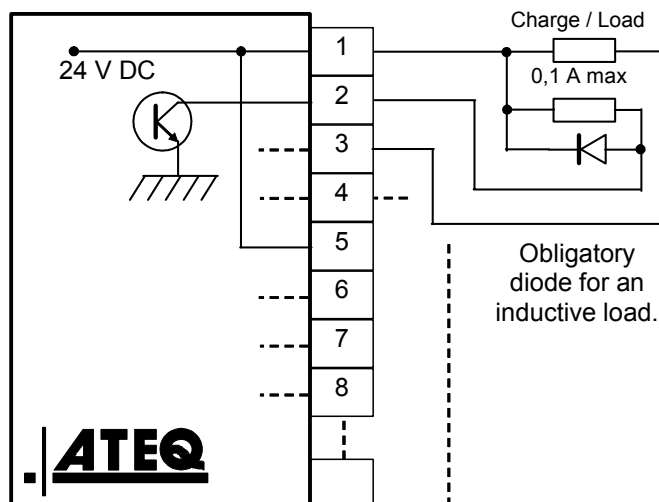 Charge / Load
0,1 A max
24 V DC
1
2
3
4
5
6
7
8
Obligatory
diode for an
inductive load.
ATEQ